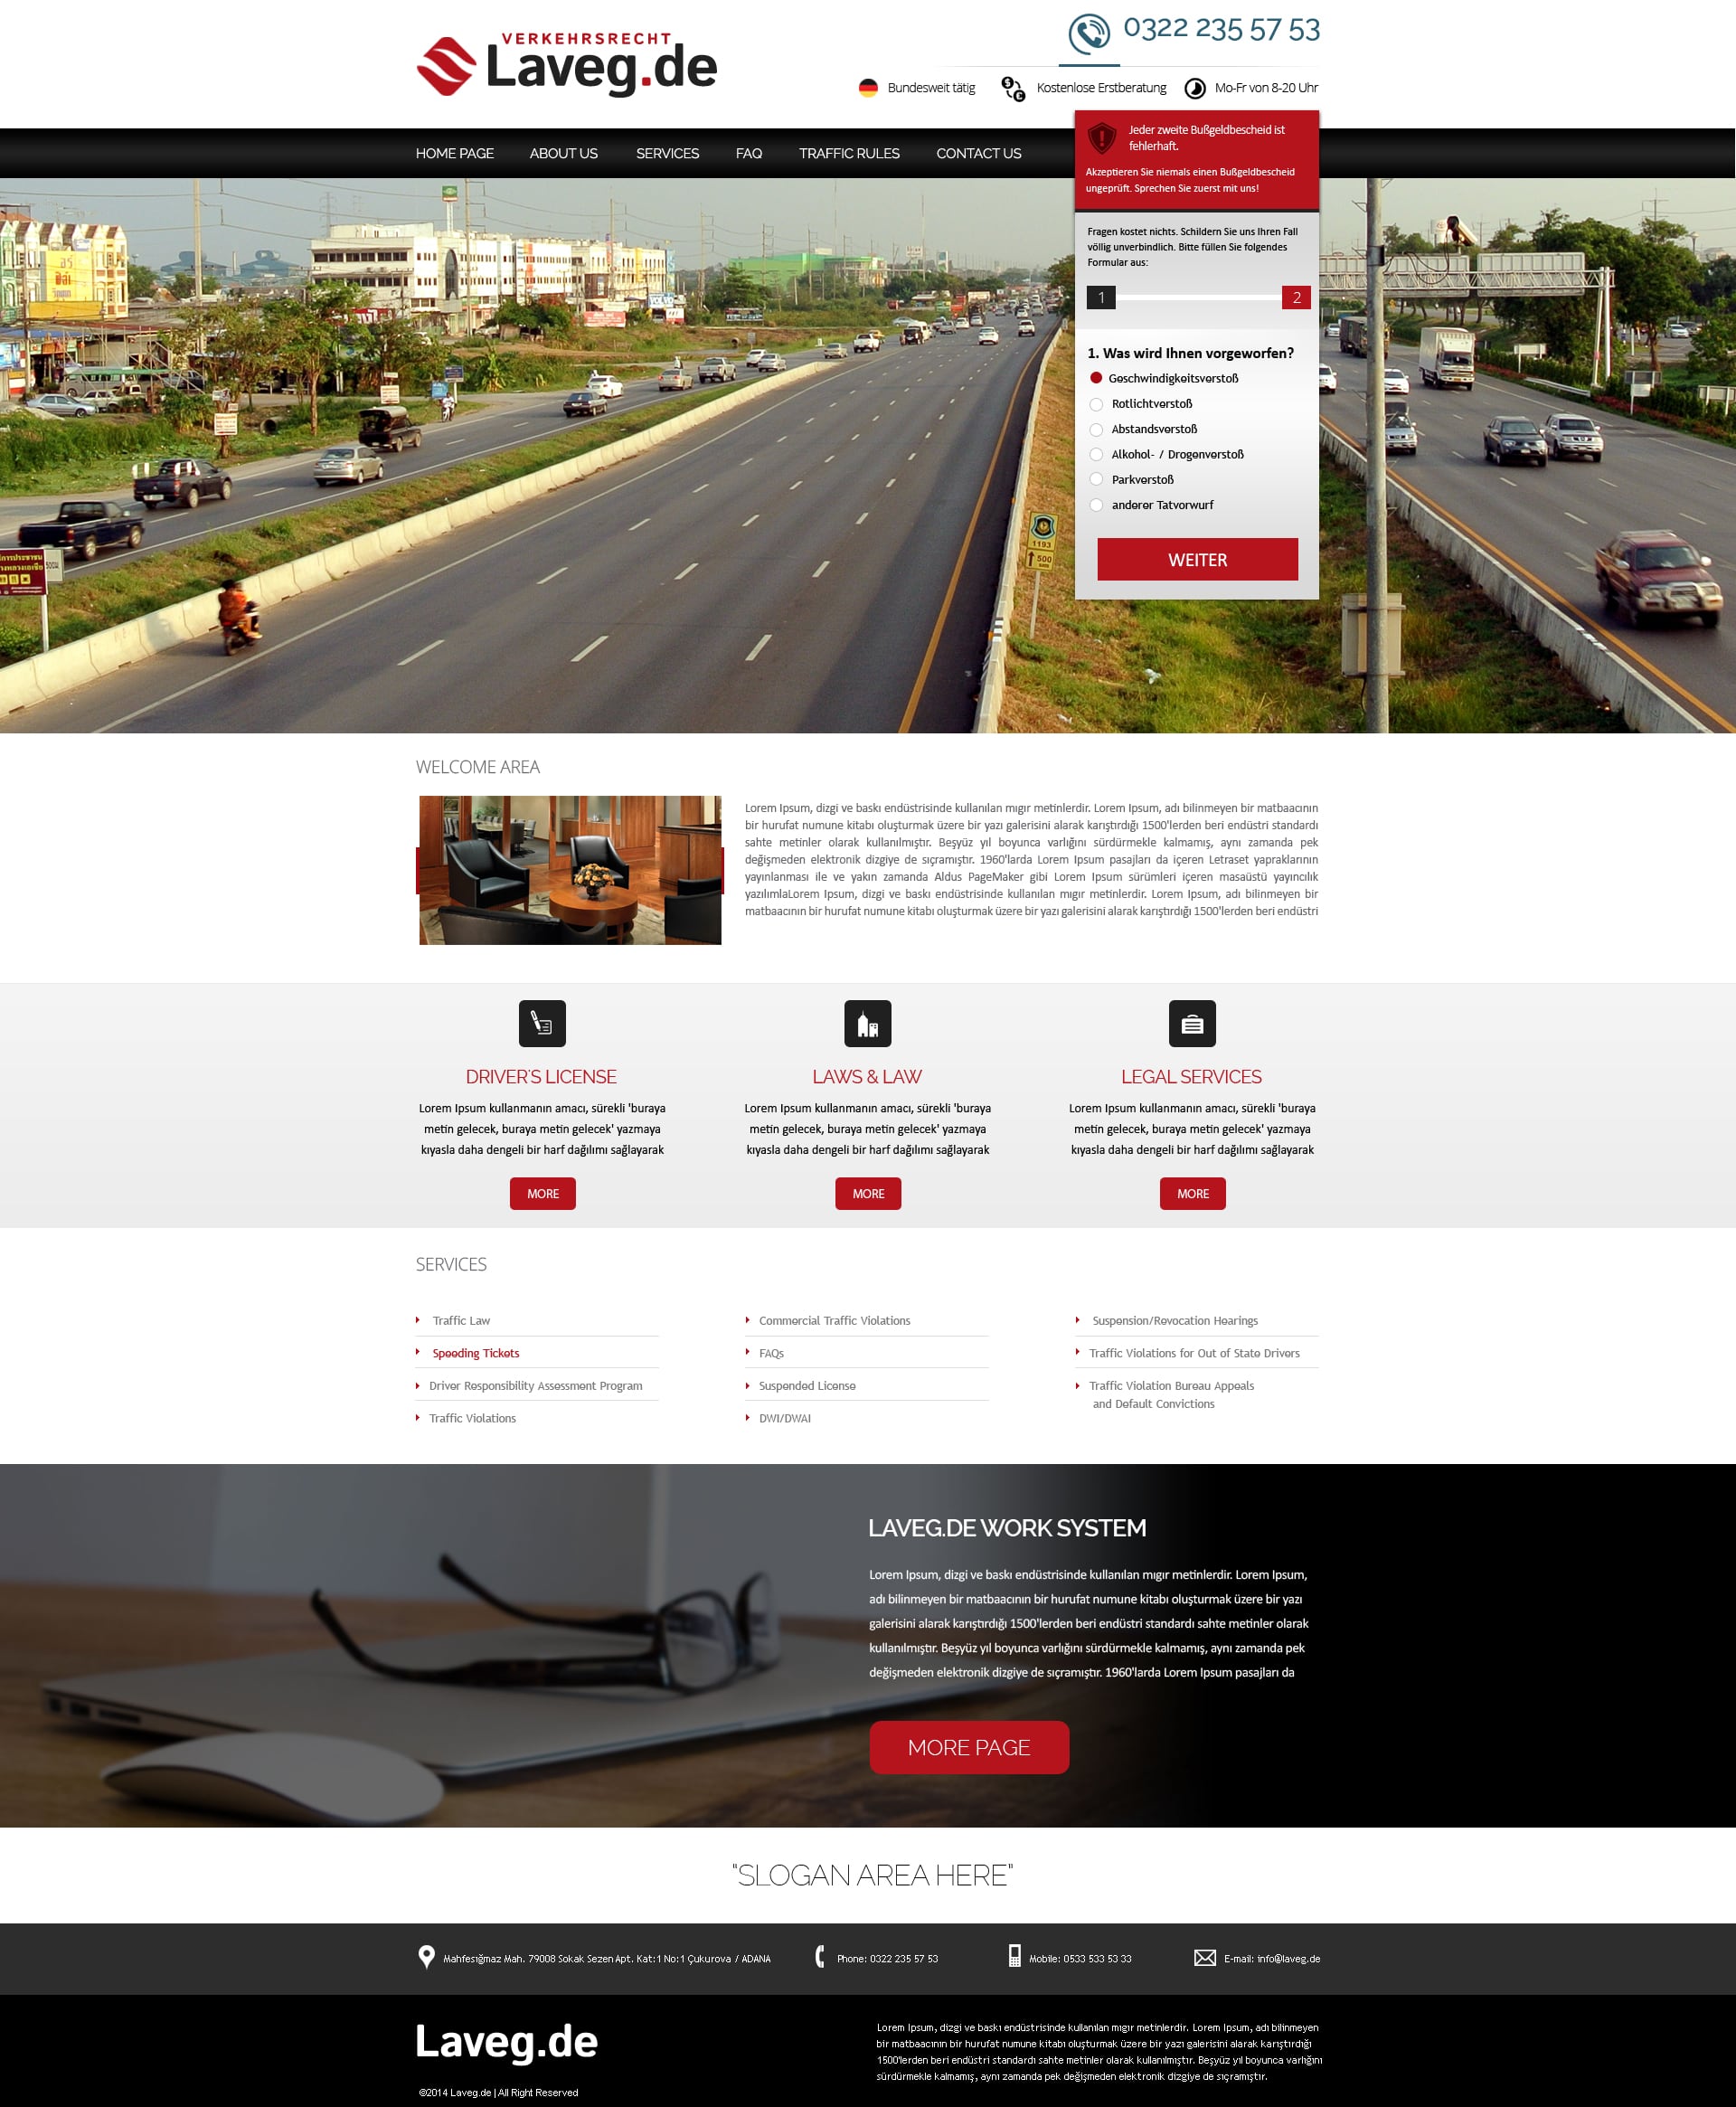 VERKEHRSRECHT
Laveg.de
0322 235 57 53
Bundesweit tätig
Kostenlose Erstberatung
Mo-Fr von 8-20 Uhr
HOME PAGE
ABOUT US
SERVICES
FAQ
TRAFFIC RULES
CONTACT US
Jeder zweite Bußgeldbescheid ist
fehlerhaft.
Akzeptieren Sie niemals einen Bußgeldbescheid
ungeprüft. Sprechen Sie zuerst mit uns!
Fragen kostet nichts. Schildern Sie uns Ihren Fall
völlig unverbindlich. Bitte füllen Sie folgendes
Formular aus:
1
2
1. Was wird Ihnen vorgeworfen?
Geschwindigkeitsverstoß
Rotlichtverstoß
Abstandsverstoß
Alkohol- / Drogenverstoß
Parkverstoß
anderer Tatvorwurf
WEITER
1193
500
WELCOME AREA
Lorem Ipsum, dizgi ve baskı endüstrisinde kullanılan mıgır metinlerdir. Lorem Ipsum, adı bilinmeyen bir matbaacının
bir hurufat numune kitabı oluşturmak üzere bir yazı galerisini alarak karıştırdığı 1500'lerden beri endüstri standardı
sahte metinler olarak kullanılmıştır. Beşyüz yıl boyunca varlığını sürdürmekle kalmamış, aynı zamanda pek
değişmeden elektronik dizgiye de sıçramıştır. 1960'larda Lorem Ipsum pasajları da içeren Letraset yapraklarının
yayınlanması ile ve yakın zamanda Aldus PageMaker gibi Lorem Ipsum sürümleri içeren masaüstü yayıncılık
yazılımlaLorem Ipsum, dizgi ve baskı endüstrisinde kullanılan mıgır metinlerdir. Lorem Ipsum, adı bilinmeyen bir
matbaacının bir hurufat numune kitabı oluşturmak üzere bir yazı galerisini alarak karıştırdığı 1500'lerden beri endüstri
DRIVER'S LICENSE
Lorem Ipsum kullanmanın amacı, sürekli 'buraya
metin gelecek, buraya metin gelecek' yazmaya
kıyasla daha dengeli bir harf dağılımı sağlayarak
MORE
LAWS & LAW
Lorem Ipsum kullanmanın amacı, sürekli 'buraya
metin gelecek, buraya metin gelecek' yazmaya
kıyasla daha dengeli bir harf dağılımı sağlayarak
MORE
LEGAL SERVICES
Lorem Ipsum kullanmanın amacı, sürekli 'buraya
metin gelecek, buraya metin gelecek' yazmaya
kıyasla daha dengeli bir harf dağılımı sağlayarak
MORE
SERVICES
Traffic Law
Speeding Tickets
Driver Responsibility Assessment Program
Traffic Violations
Commercial Traffic Violations
FAQs
Suspended License
DWI/DWAI
Suspension/Revocation Hearings
Traffic Violations for Out of State Drivers
Traffic Violation Bureau Appeals
and Default Convictions
LAVEG.DE WORK SYSTEM
Lorem Ipsum, dizgi ve baskı endüstrisinde kullanılan mıgır metinlerdir. Lorem Ipsum,
adı bilinmeyen bir matbaacının bir hurufat numune kitabı oluşturmak üzere bir yazı
galerisini alarak karıştırdığı 1500'lerden beri endüstri standardı sahte metinler olarak
kullanılmıştır. Beşyüz yıl boyunca varlığını sürdürmekle kalmamış, aynı zamanda pek
değişmeden elektronik dizgiye de sıçramıştır. 1960'larda Lorem Ipsum pasajları da
MORE PAGE
"SLOGAN AREA HERE"
Mahfesığmaz Mah. 79008 Sokak Sezen Apt. Kat:1 No:1 Çukurova / ADANA
Phone: 0322 235 57 53
Mobile: 0533 533 53 33
E-mail: info@laveg.de
Laveg.de
©2014 Laveg.de | All Right Reserved
Lorem Ipsum, dizgi ve baskı endüstrisinde kullanılan mıgır metinlerdir. Lorem Ipsum, adı bilinmeyen
bir matbaacının bir hurufat numune kitabı oluşturmak üzere bir yazı galerisini alarak karıştırdığı
1500'lerden beri endüstri standardı sahte metinler olarak kullanılmıştır. Beşyüz yıl boyunca varlığını
sürdürmekle kalmamış, aynı zamanda pek değişmeden elektronik dizgiye de sıçramıştır.